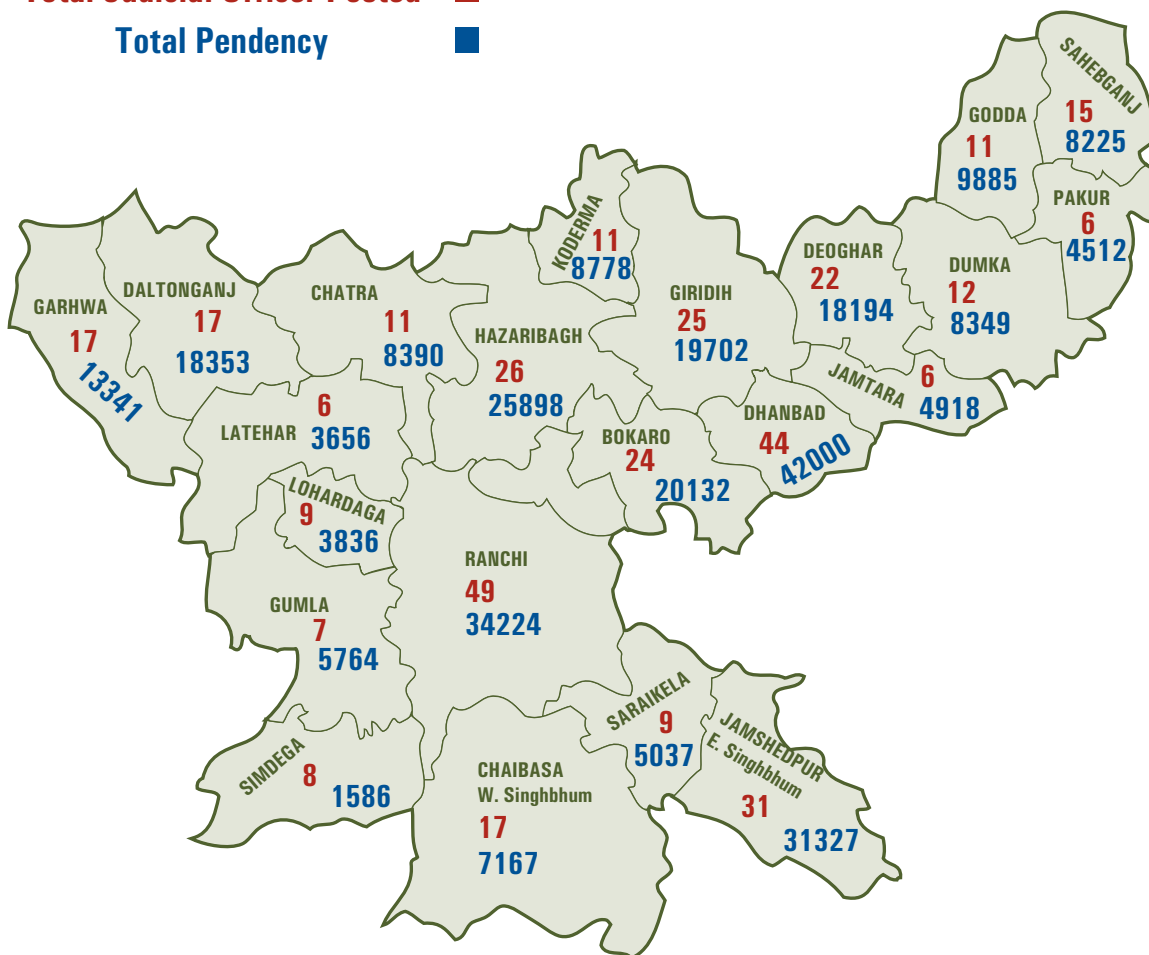 Total Pendency
SAHEBGANJ
15
8225
GODDA
11
9885
PAKUR
6
4512
KODERMA
11
8778
DEOGHAR
22
18194
DUMKA
12
8349
GARHWA
17
13341
DALTONGANJ
17
18353
CHATRA
11
8390
HAZARIBAGH
26
25898
GIRIDIH
25
19702
JAMTARA
6
4918
LATEHAR
6
3656
BOKARO
24
20132
DHANBAD
44
42000
LOHARDAGA
9
3836
RANCHI
49
34224
GUMLA
7
5764
SARAIKELA
9
5037
JAMSHEDPUR
E. Singhbhum
31
31327
SIMDEGA
8
1586
CHAIBASA
W. Singhbhum
17
7167